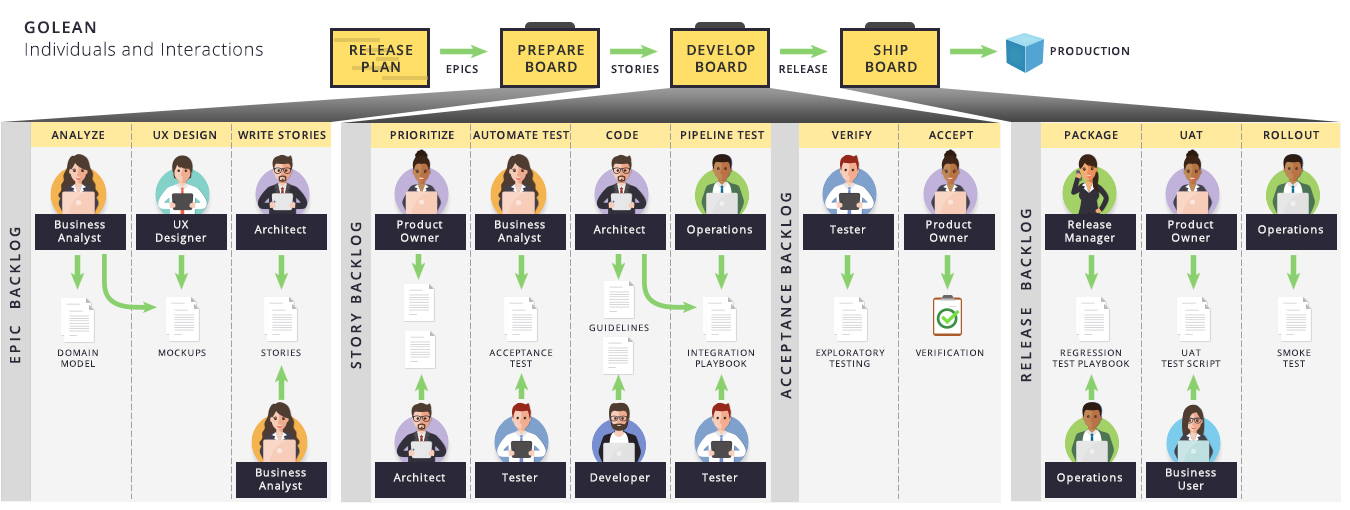 GOLEAN
Individuals and Interactions
RELEASE
PLAN
EPICS
PREPARE
BOARD
STORIES
DEVELOP
BOARD
RELEASE
SHIP
BOARD
PRODUCTION
EPIC BACKLOG
ANALYZE
UX DESIGN
WRITE STORIES
Business
Analyst
UX
Designer
Architect
DOMAIN
MODEL
MOCKUPS
STORIES
Business
Analyst
STORY BACKLOG
PRIORITIZE
AUTOMATE TEST
CODE
PIPELINE TEST
Product
Owner
Business
Analyst
Architect
Operations
GUIDELINES
ACCEPTANCE
TEST
INTEGRATION
PLAYBOOK
Architect
Tester
Developer
Tester
ACCEPTANCE BACKLOG
VERIFY
ACCEPT
Tester
Product
Owner
EXPLORATORY
TESTING
VERIFICATION
RELEASE BACKLOG
PACKAGE
UAT
ROLLOUT
Release
Manager
Product
Owner
Operations
REGRESSION
TEST PLAYBOOK
UAT
TEST SCRIPT
SMOKE
TEST
Operations
Business
User